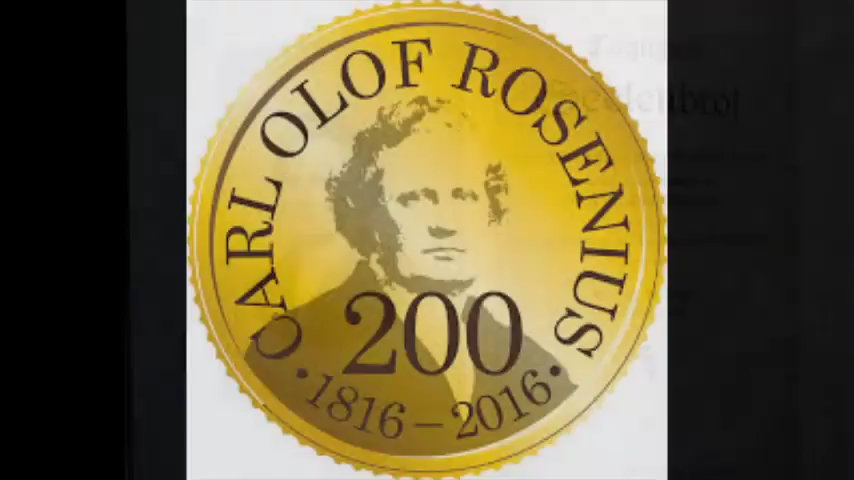 CARL OLOF ROSENIUS
200
• 1816 – 2016 •